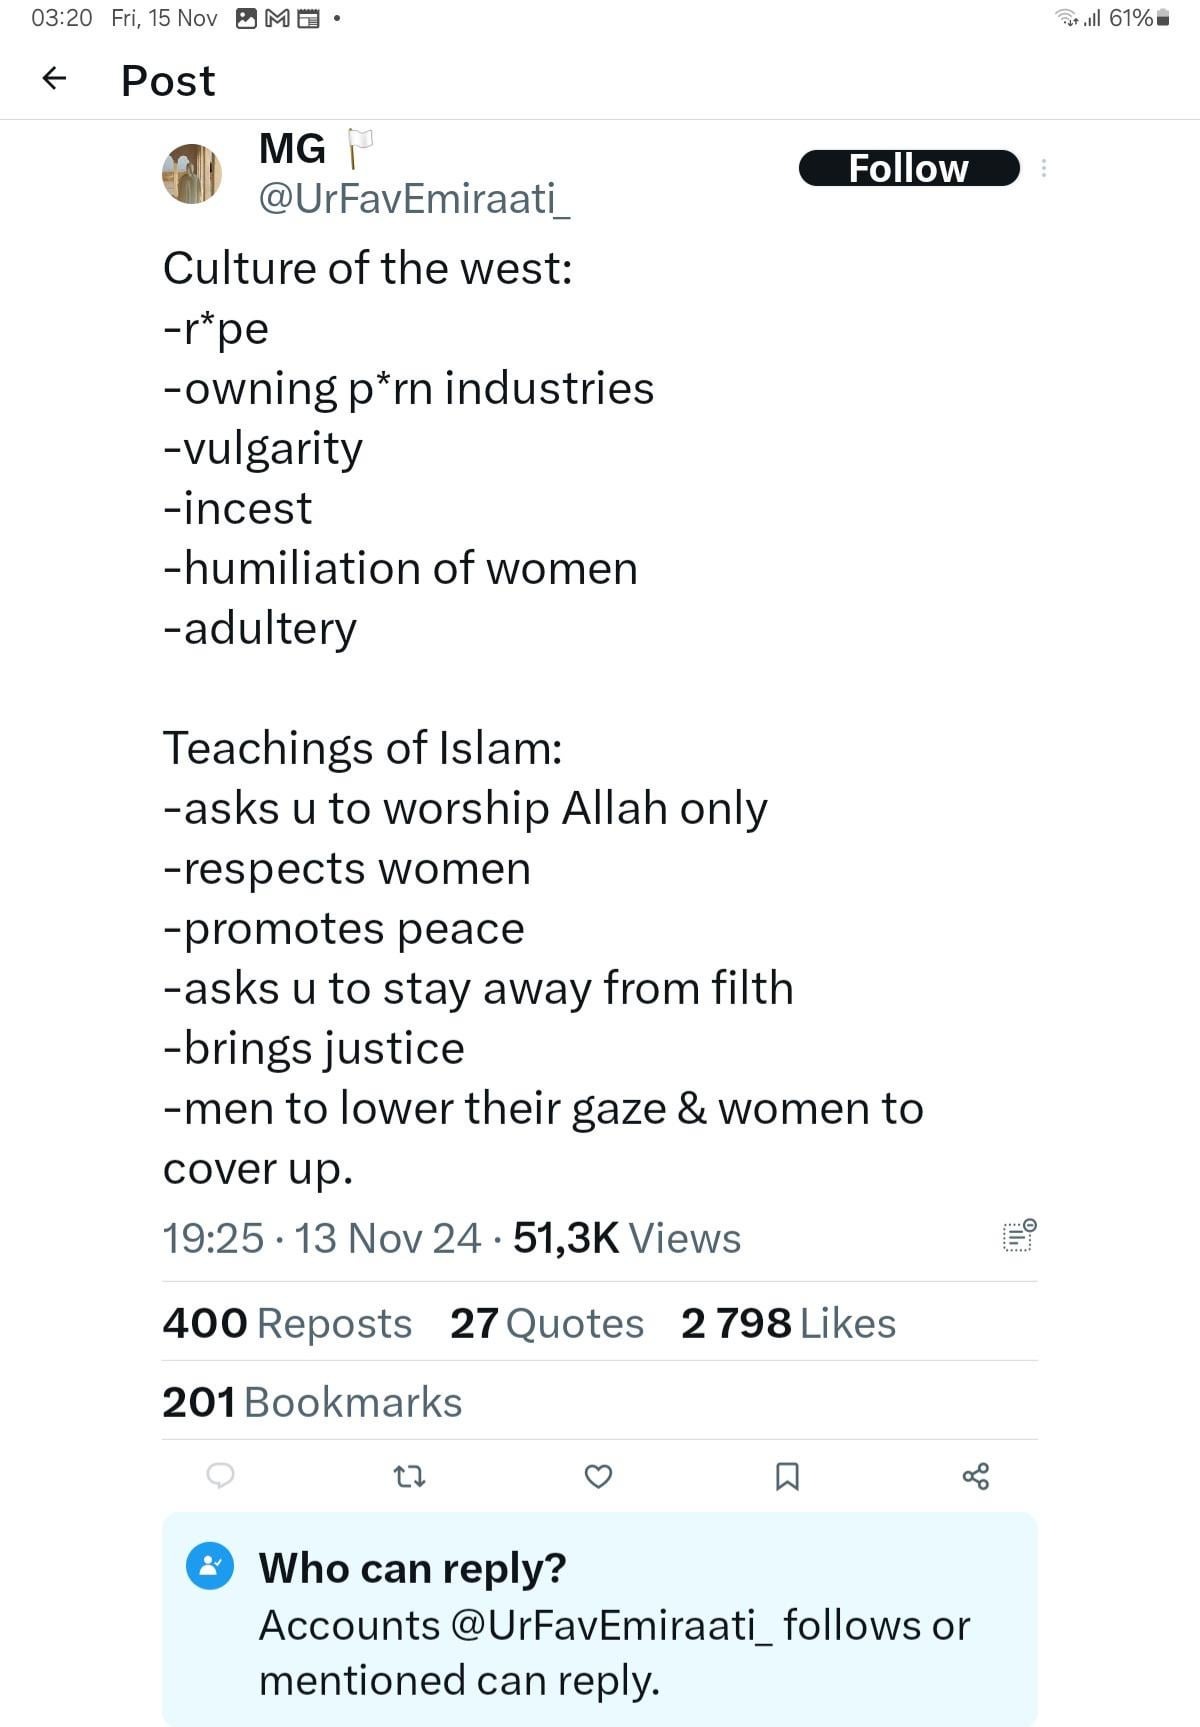 03:20 Fri, 15 Nov
61%
Post
MG
@UrFavEmiraati_
Follow
Culture of the west:
-r*pe
-owning p*rn industries
-vulgarity
-incest
-humiliation of women
-adultery
Teachings of Islam:
-asks u to worship Allah only
-respects women
-promotes peace
-asks u to stay away from filth
-brings justice
-men to lower their gaze & women to
cover up.
19:25 · 13 Nov 24 · 51,3K Views
400 Reposts 27 Quotes 2 798 Likes
201 Bookmarks
Who can reply?
Accounts @UrFavEmiraati_ follows or
mentioned can reply.